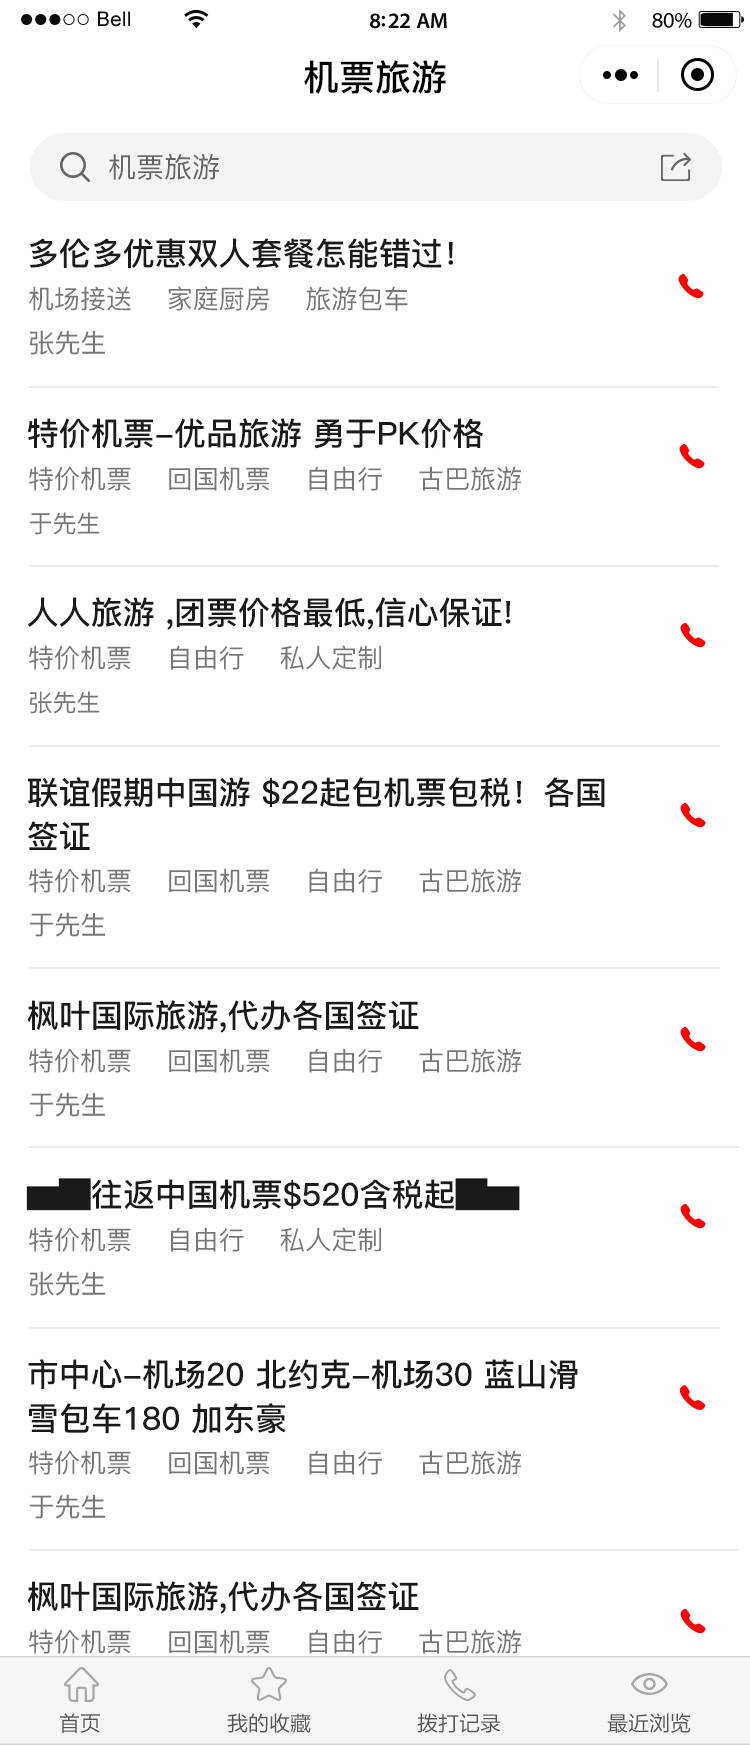 ●●●○○ Bell 8:22 AM 80%
机票旅游
机票旅游
多伦多优惠双人套餐怎能错过！
机场接送 家庭厨房 旅游包车
张先生
特价机票–优品旅游 勇于PK价格
特价机票 回国机票 自由行 古巴旅游
于先生
人人旅游 ,团票价格最低,信心保证!
特价机票 自由行 私人定制
张先生
联谊假期中国游 $22起包机票包税！各国
签证
特价机票 回国机票 自由行 古巴旅游
于先生
枫叶国际旅游,代办各国签证
特价机票 回国机票 自由行 古巴旅游
于先生
▅▇往返中国机票$520含税起▇▅
特价机票 自由行 私人定制
张先生
市中心–机场20 北约克–机场30 蓝山滑
雪包车180 加东豪
特价机票 回国机票 自由行 古巴旅游
于先生
枫叶国际旅游,代办各国签证
特价机票 回国机票 自由行 古巴旅游
首页 我的收藏 拨打记录 最近浏览